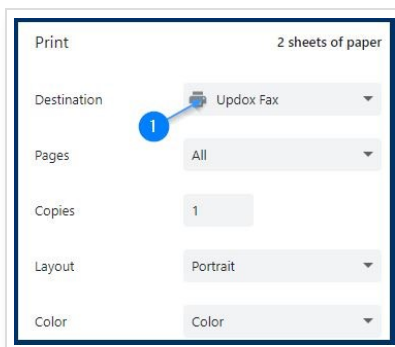 Print 2 sheets of paper
Destination Updox Fax
1
Pages All
Copies 1
Layout Portrait
Color Color